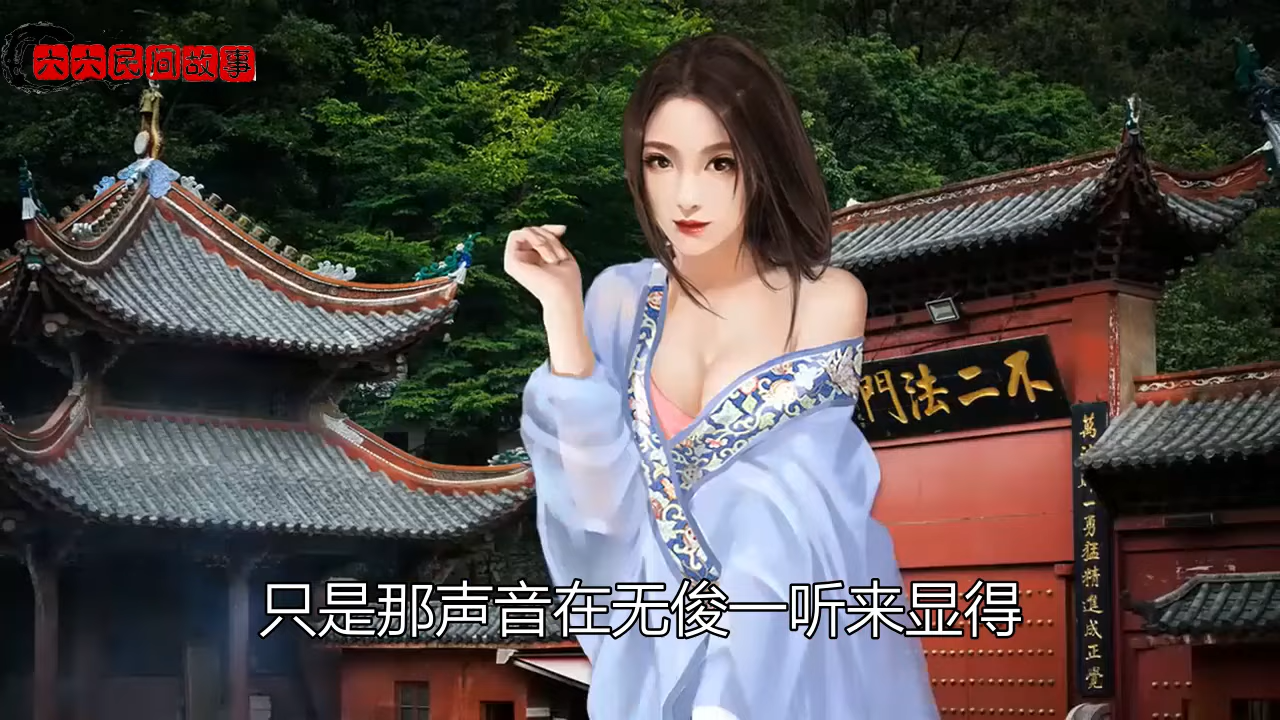 六六民间故事
不二法門
萬
一勇猛精進成正覺
只是那声音在无俊一听来显得